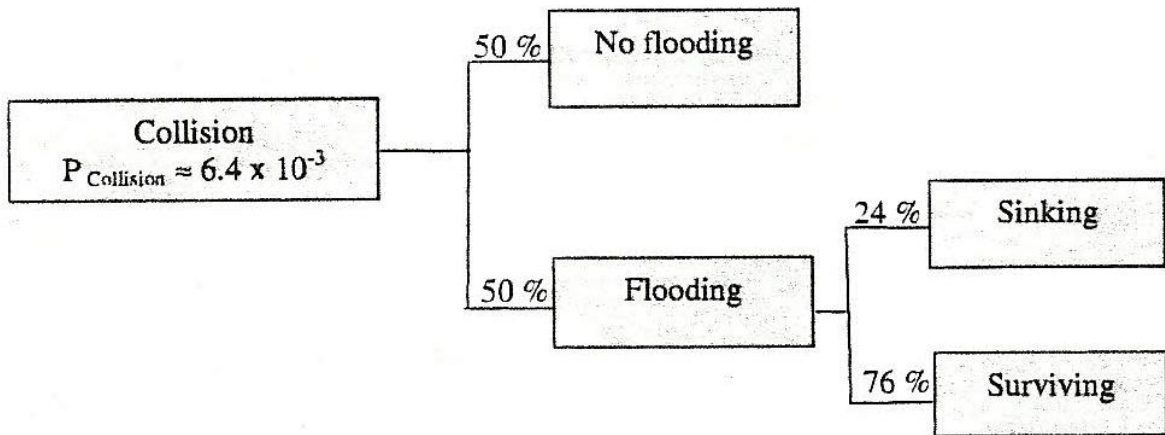 50 %
No flooding
Collision
P Collision = 6.4 x 10⁻³
24 %
Sinking
50 %
Flooding
76 %
Surviving